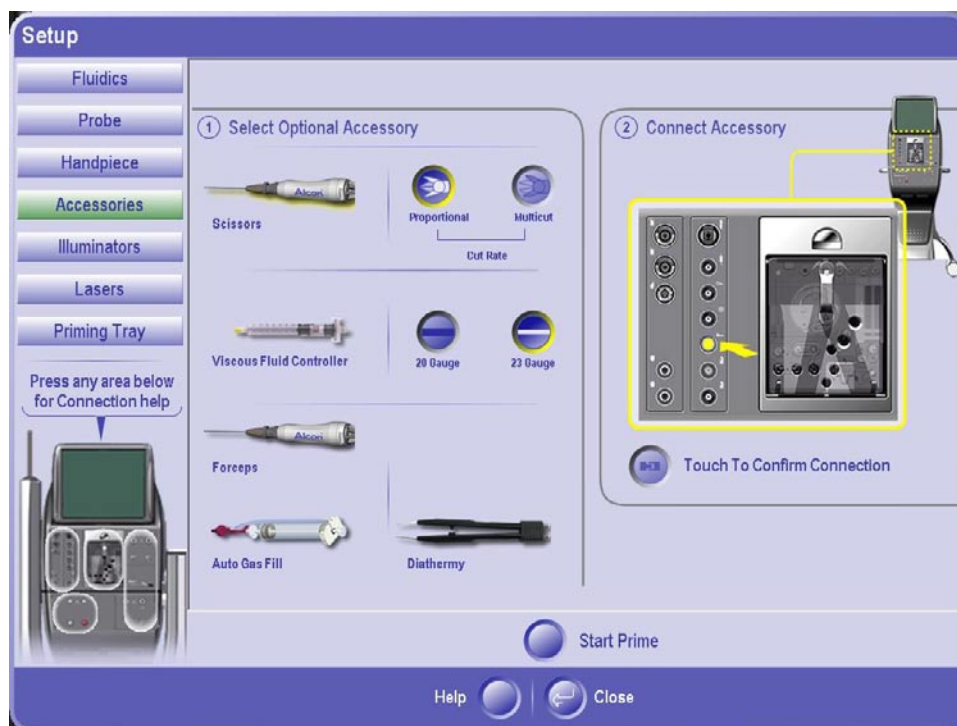 Setup
Fluidics
Probe
Handpiece
Accessories
Illuminators
Lasers
Priming Tray
Press any area below
for Connection help
1 Select Optional Accessory
Alcon
Scissors
Proportional
Multicut
Cut Rate
Viscous Fluid Controller
20 Gauge
23 Gauge
Alcon
Forceps
Auto Gas Fill
Diathermy
2 Connect Accessory
Touch To Confirm Connection
Start Prime
Help
Close